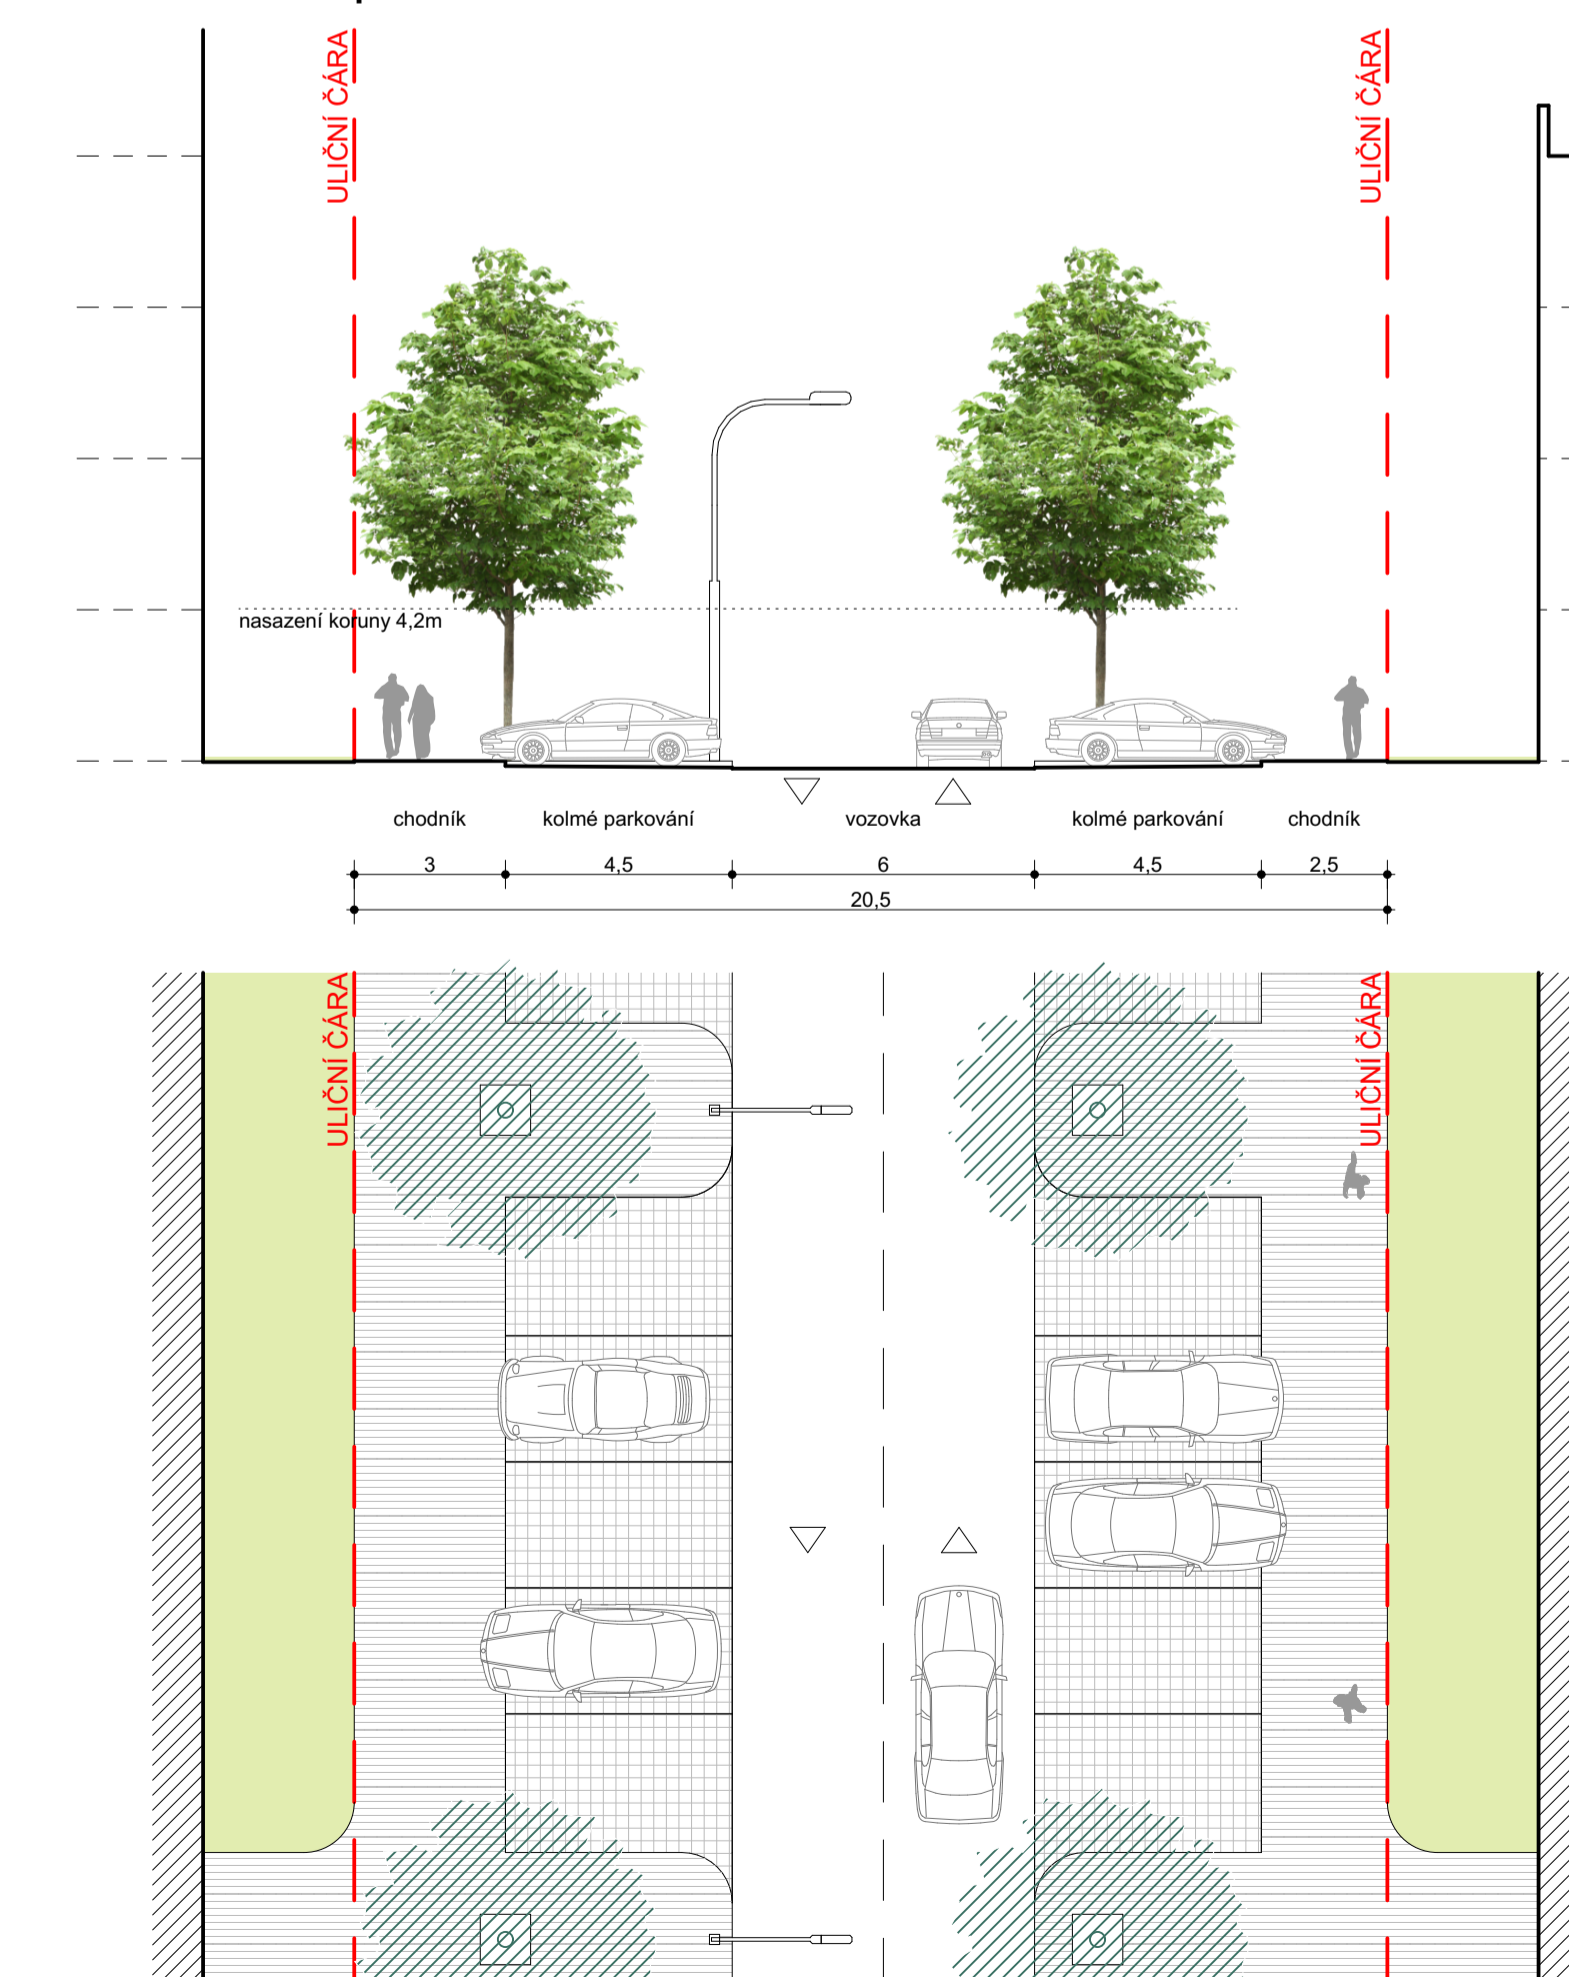 ULIČNÍ ČÁRA
ULIČNÍ ČÁRA
nasazení koruny 4,2m
chodník
kolmé parkování
vozovka
kolmé parkování
chodník
3
4,5
6
4,5
2,5
20,5
ULIČNÍ ČÁRA
ULIČNÍ ČÁRA